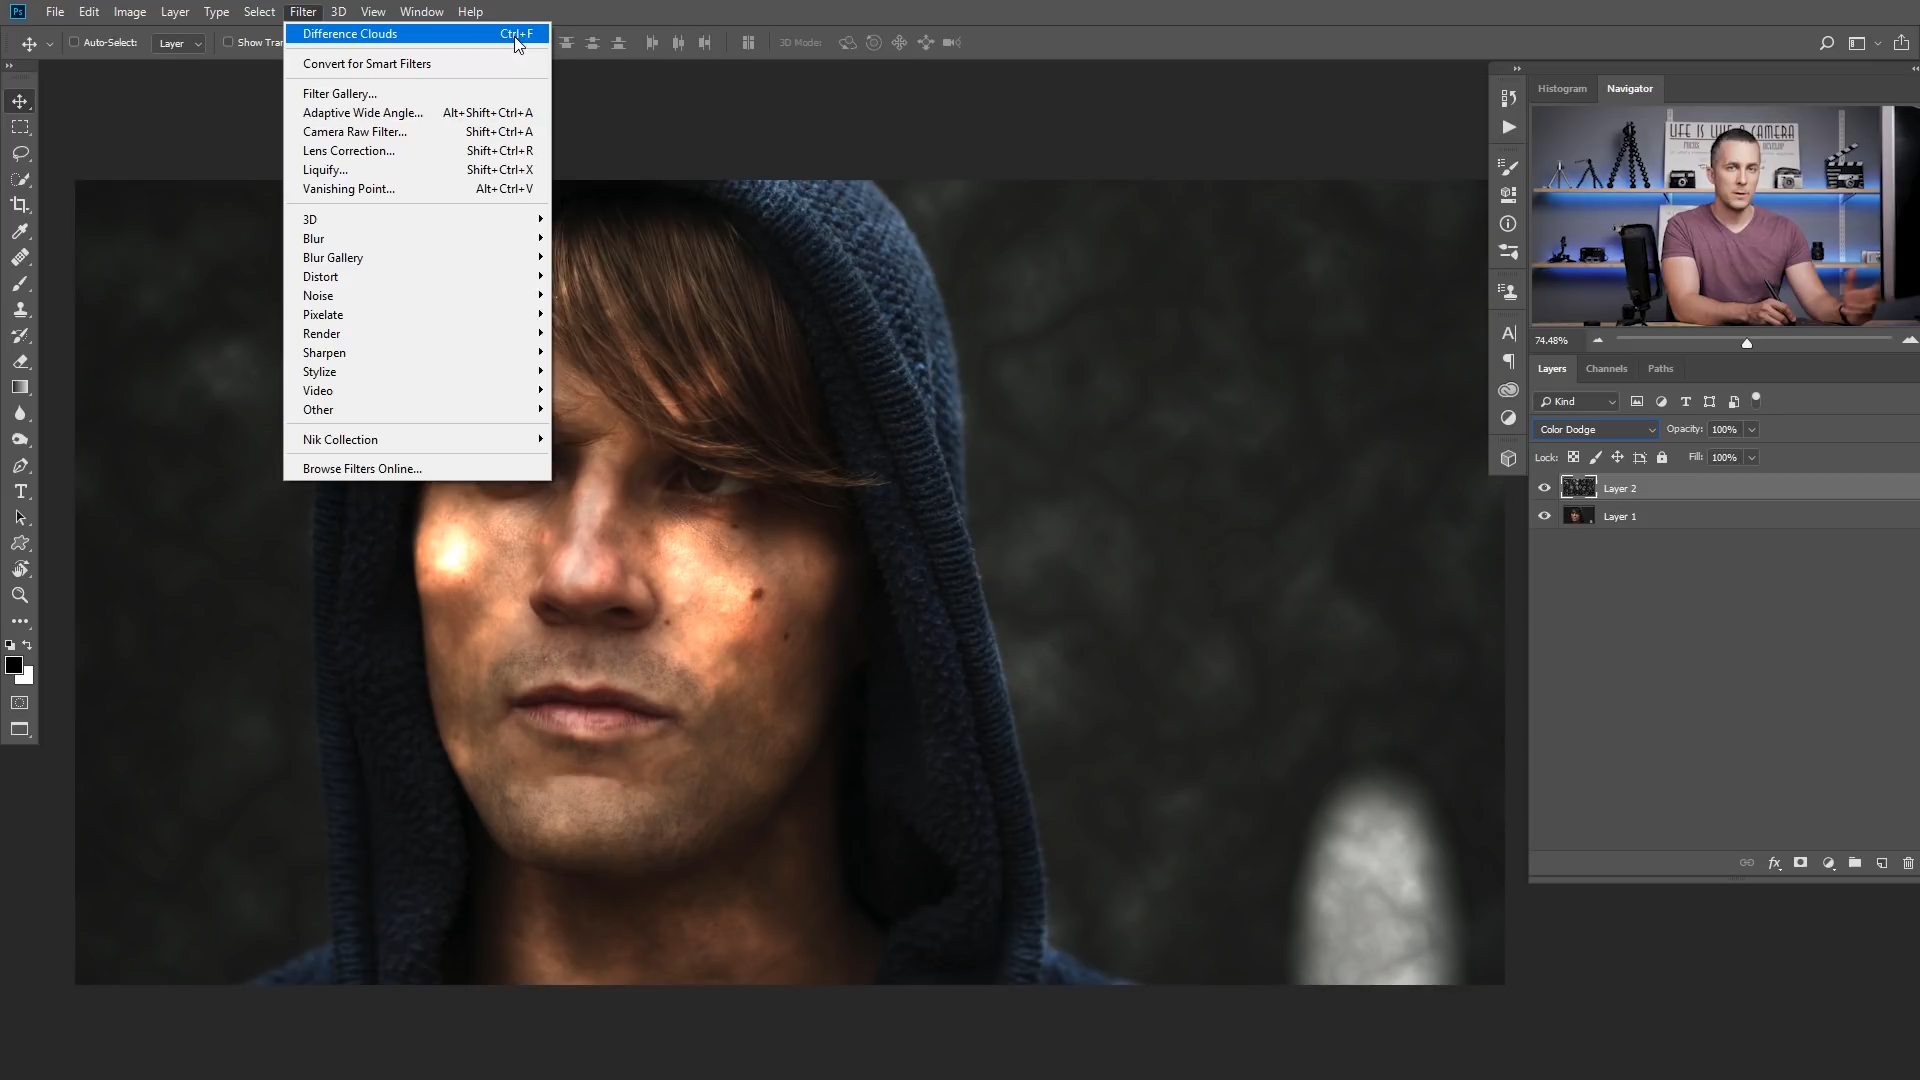 Ps File Edit Image Layer Type Select Filter 3D View Window Help
Auto-Select: Layer Show Tran 3D Mode:
Difference Clouds Ctrl+F
Convert for Smart Filters
Filter Gallery...
Adaptive Wide Angle... Alt+Shift+Ctrl+A
Camera Raw Filter... Shift+Ctrl+A
Lens Correction... Shift+Ctrl+R
Liquify... Shift+Ctrl+X
Vanishing Point... Alt+Ctrl+V
3D
Blur
Blur Gallery
Distort
Noise
Pixelate
Render
Sharpen
Stylize
Video
Other
Nik Collection
Browse Filters Online...
Histogram Navigator
LIFE IS LIKE A CAMERA
74.48%
Layers Channels Paths
Kind
Color Dodge Opacity: 100%
Lock: Fill: 100%
Layer 2
Layer 1